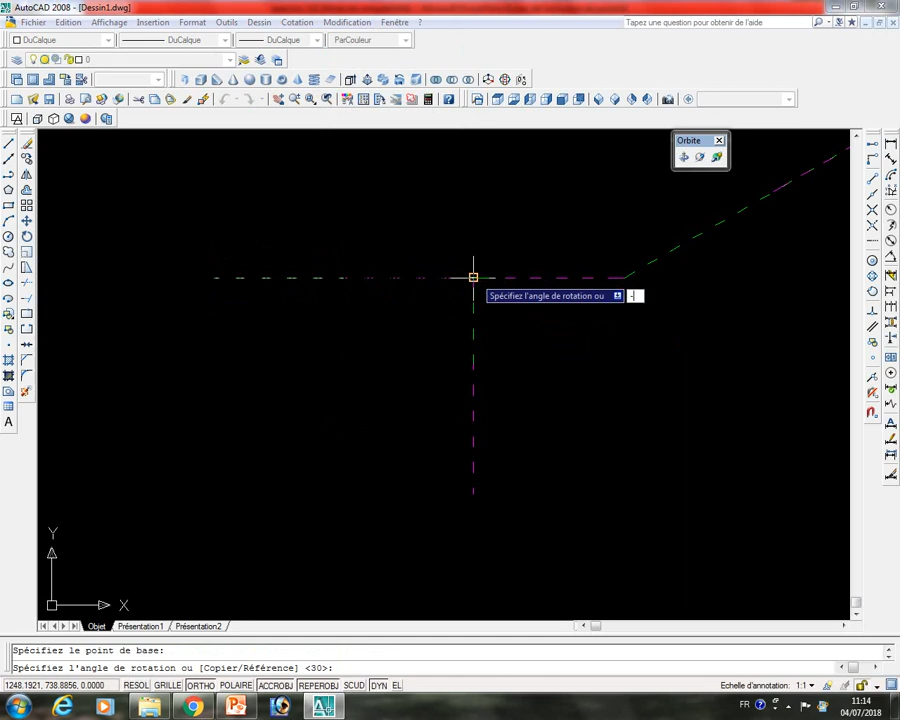 AutoCAD 2008 - [Dessin1.dwg]
Fichier Edition Affichage Insertion Format Outils Dessin Cotation Modification Fenêtre ?
Tapez une question pour obtenir de l'aide
DuCalque DuCalque DuCalque ParCouleur
0
Orbite
Spécifiez l'angle de rotation ou -
Y
X
Objet Présentation1 Présentation2
Spécifiez le point de base:
Spécifiez l'angle de rotation ou [Copier/Référence] <30>:
1248.1921, 738.8856, 0.0000 RESOL GRILLE ORTHO POLAIRE ACCROBJ REPEROBJ SCUD DYN EL
Echelle d'annotation: 1:1
FR
11:14
04/07/2018